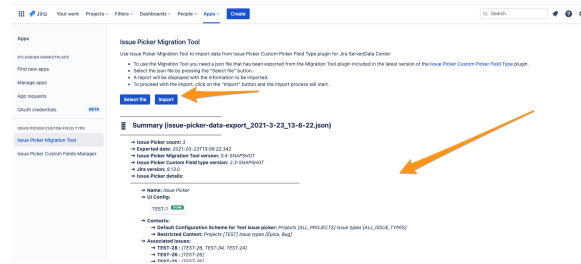 Jira Your work Projects Filters Dashboards People Apps Create Search
Apps
Issue Picker Migration Tool
Use Issue Picker Migration Tool to import data from Issue Picker Custom Picker Field Type plugin for Jira Server/Data Center
ATLASSIAN MARKETPLACE
• To use the Migration Tool you need a json file that has been exported from the Migration Tool plugin included in the latest version of the Issue Picker Custom Picker Field Type plugin.
Find new apps
• Select the json file by pressing the "Select file" button.
• A report will be displayed with the information to be imported.
Manage apps
• To proceed with the import, click on the "Import" button and the import process will start.
App requests
Select file Import
OAuth credentials BETA
Summary (issue-picker-data-export_2021-3-23_13-6-22.json)
ISSUE PICKER CUSTOM FIELD TYPE
Issue Picker Migration Tool
→ Issue Picker count: 3
→ Exported date: 2021-03-23T13:06:22.342
Issue Picker Custom Fields Manager
→ Issue Picker Migration Tool version: 0.4-SNAPSHOT
→ Issue Picker Custom Field type version: 2.3-SNAPSHOT
→ Jira version: 8.13.0
→ Issue Picker details:
→ Name: Issue Picker
→ UI Config:
TEST-1 DONE
→ Contexts:
→ Default Configuration Scheme for Test issue picker: Projects [ALL_PROJECTS] Issue types [ALL_ISSUE_TYPES]
→ Restricted Context: Projects [TEST] Issue types [Épica, Bug]
→ Associated Issues:
→ TEST-28 : [TEST-26, TEST-34, TEST-24]
→ TEST-26 : [TEST-26]
→ TEST-25 : [TEST-26]